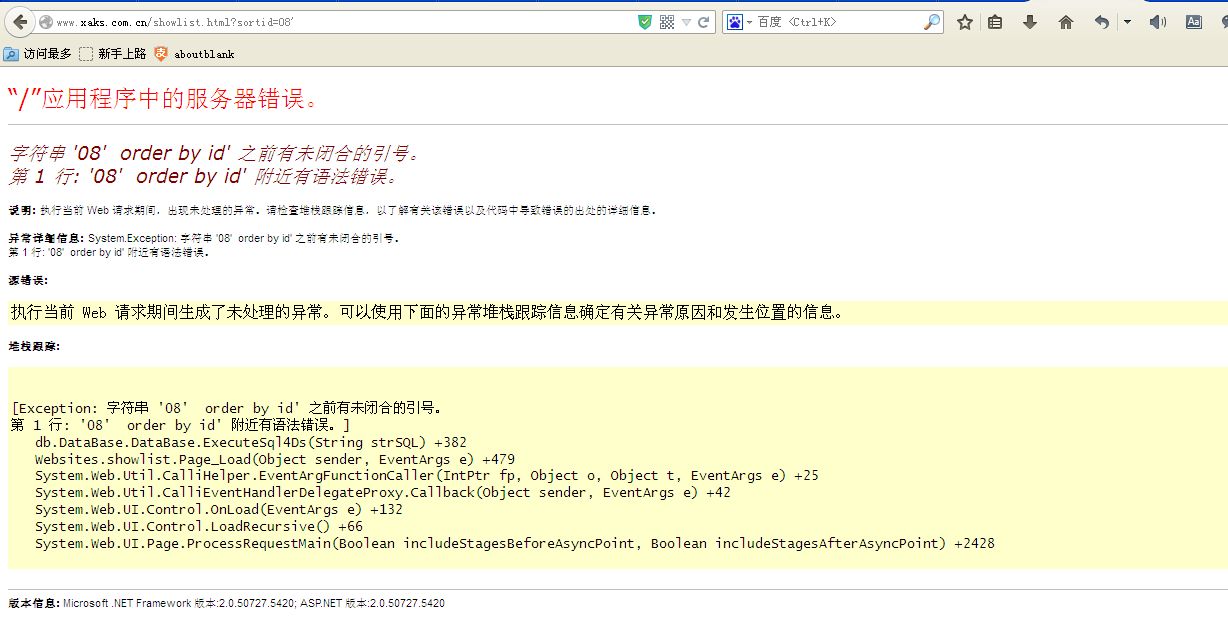 www.xaks.com.cn/showlist.html?sortid=08'
百度 <Ctrl+K>
Aa
访问最多 新手上路 aboutblank
“/”应用程序中的服务器错误。
字符串 '08' order by id' 之前有未闭合的引号。
第 1 行: '08' order by id' 附近有语法错误。
说明: 执行当前 Web 请求期间，出现未处理的异常。请检查堆栈跟踪信息，以了解有关该错误以及代码中导致错误的出处的详细信息。
异常详细信息: System.Exception: 字符串 '08' order by id' 之前有未闭合的引号。
第 1 行: '08' order by id' 附近有语法错误。
源错误:
执行当前 Web 请求期间生成了未处理的异常。可以使用下面的异常堆栈跟踪信息确定有关异常原因和发生位置的信息。
堆栈跟踪:
[Exception: 字符串 '08' order by id' 之前有未闭合的引号。
第 1 行: '08' order by id' 附近有语法错误。]
db.DataBase.DataBase.ExecuteSql4Ds(String strSQL) +382
Websites.showlist.Page_Load(Object sender, EventArgs e) +479
System.Web.Util.CalliHelper.EventArgFunctionCaller(IntPtr fp, Object o, Object t, EventArgs e) +25
System.Web.Util.CalliEventHandlerDelegateProxy.Callback(Object sender, EventArgs e) +42
System.Web.UI.Control.OnLoad(EventArgs e) +132
System.Web.UI.Control.LoadRecursive() +66
System.Web.UI.Page.ProcessRequestMain(Boolean includeStagesBeforeAsyncPoint, Boolean includeStagesAfterAsyncPoint) +2428
版本信息: Microsoft .NET Framework 版本:2.0.50727.5420; ASP.NET 版本:2.0.50727.5420